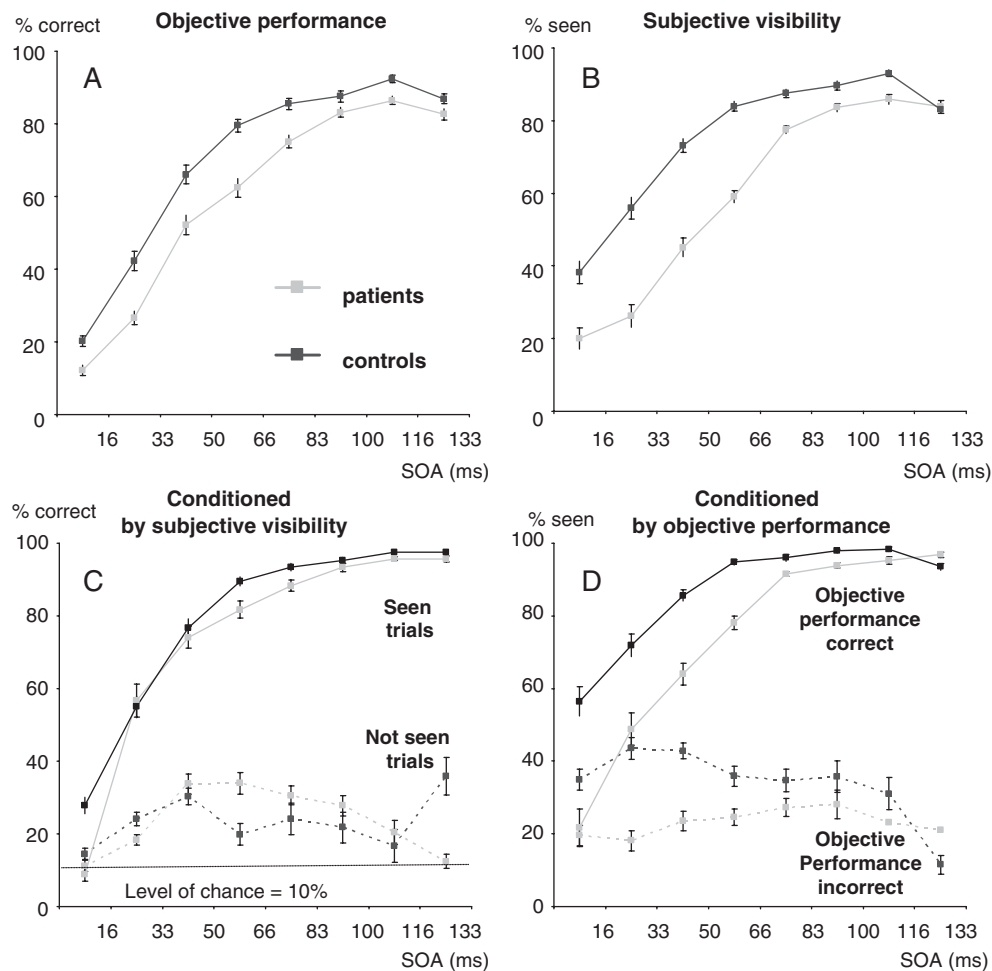 % correct
Objective performance
100
A
80
60
40
patients
20
controls
0
16 33 50 66 83 100 133
SOA (ms)
% seen
Subjective visibility
100
B
80
60
40
20
0
16 33 50 66 83 100 133
SOA (ms)
% correct
Conditioned
by subjective visibility
100
C
80
Seen
trials
60
Not seen
trials
40
20
Level of chance = 10%
0
16 33 50 66 83 100 133
SOA (ms)
% seen
Conditioned
by objective performance
100
D
80
Objective
performance
correct
60
40
20
Objective
Performance
incorrect
0
16 33 50 66 83 100 133
SOA (ms)